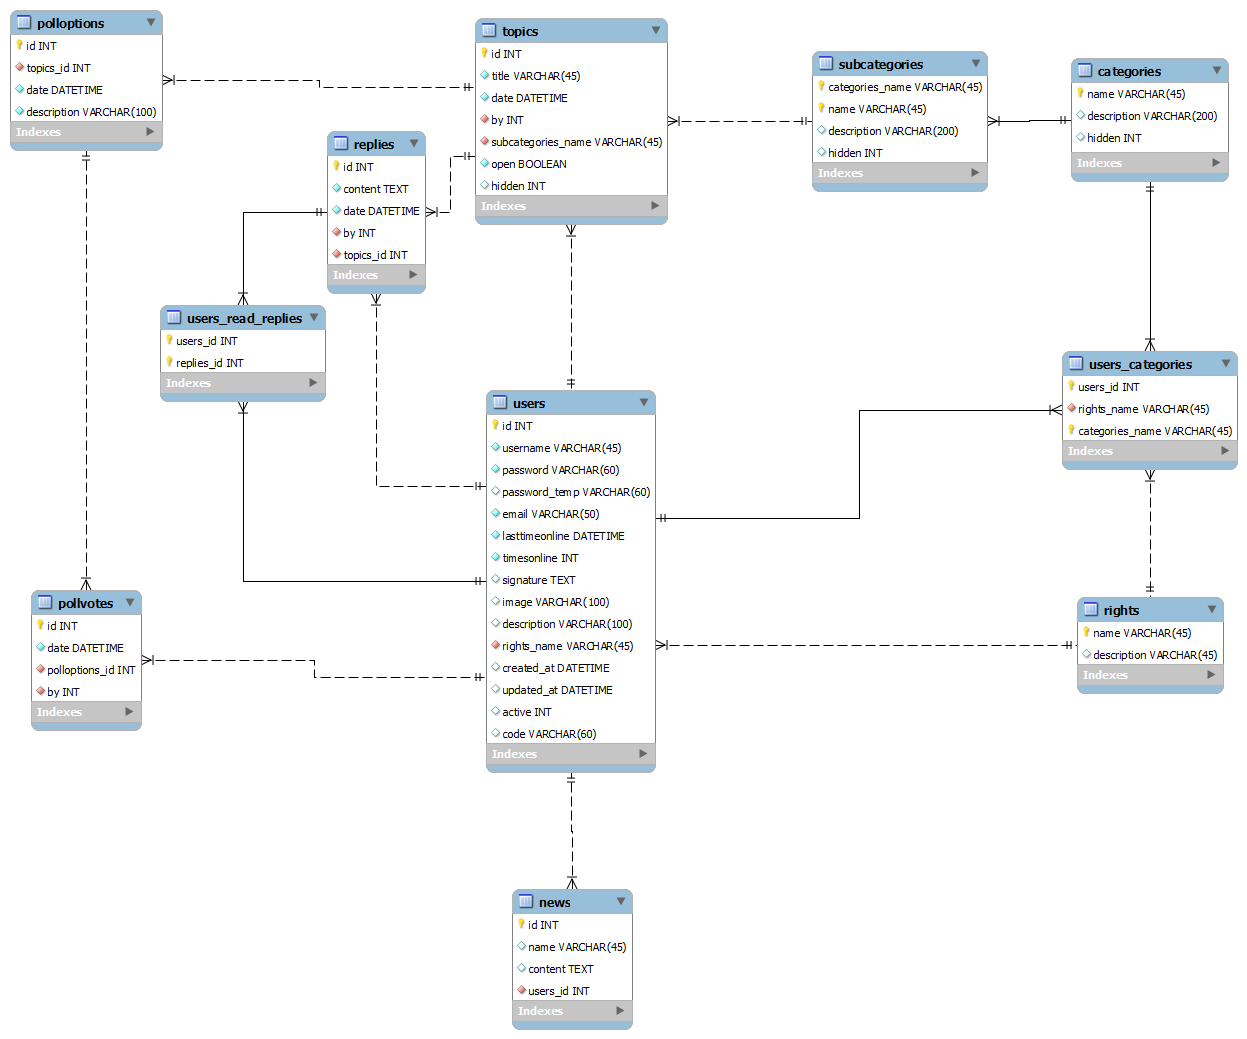 polloptions
id INT
topics_id INT
date DATETIME
description VARCHAR(100)
Indexes
topics
id INT
title VARCHAR(45)
date DATETIME
by INT
subcategories_name VARCHAR(45)
open BOOLEAN
hidden INT
Indexes
subcategories
categories_name VARCHAR(45)
name VARCHAR(45)
description VARCHAR(200)
hidden INT
Indexes
categories
name VARCHAR(45)
description VARCHAR(200)
hidden INT
Indexes
replies
id INT
content TEXT
date DATETIME
by INT
topics_id INT
Indexes
users_read_replies
users_id INT
replies_id INT
Indexes
users_categories
users_id INT
rights_name VARCHAR(45)
categories_name VARCHAR(45)
Indexes
users
id INT
username VARCHAR(45)
password VARCHAR(60)
password_temp VARCHAR(60)
email VARCHAR(50)
lasttimeonline DATETIME
timesonline INT
signature TEXT
image VARCHAR(100)
description VARCHAR(100)
rights_name VARCHAR(45)
created_at DATETIME
updated_at DATETIME
active INT
code VARCHAR(60)
Indexes
pollvotes
id INT
date DATETIME
polloptions_id INT
by INT
Indexes
rights
name VARCHAR(45)
description VARCHAR(45)
Indexes
news
id INT
name VARCHAR(45)
content TEXT
users_id INT
Indexes